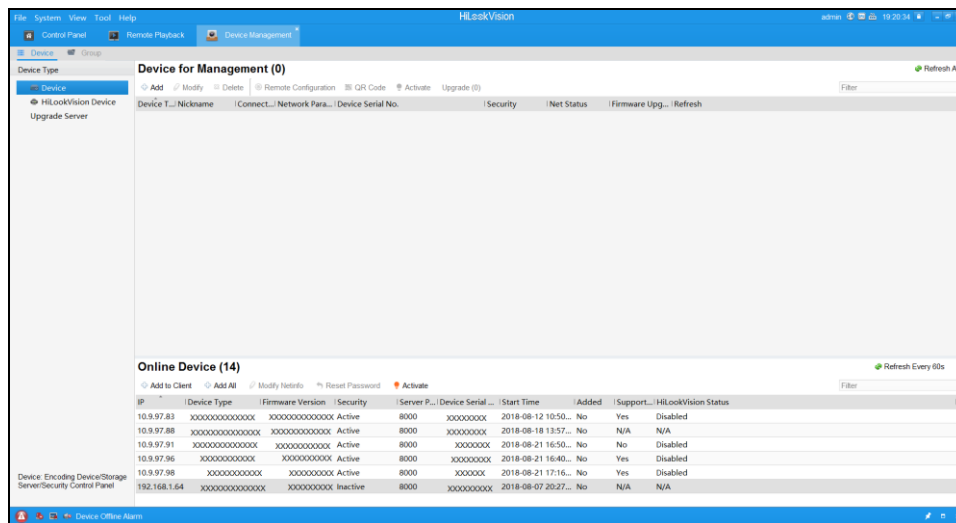 File System View Tool Help HiLookVision admin 19:20:34
Control Panel Remote Playback Device Management
Device Group
Device Type Device for Management (0) Refresh A
Add Modify Delete Remote Configuration QR Code Activate Upgrade (0) Filter
Device HiLookVision Device Upgrade Server
Device T... Nickname Connect... Network Para... Device Serial No. Security Net Status Firmware Upg... Refresh
Online Device (14) Refresh Every 60s
Add to Client Add All Modify Netinfo Reset Password Activate Filter
IP Device Type Firmware Version Security Server P... Device Serial ... Start Time Added Support... HiLookVision Status
10.9.97.83 XXXXXXXXXXXXX XXXXXXXXXXXXX Active 8000 XXXXXXXX 2018-08-12 10:50... No Yes Disabled
10.9.97.88 XXXXXXXXXXXXX XXXXXXXXXXXX Active 8000 XXXXXXXX 2018-08-18 13:57... No N/A N/A
10.9.97.91 XXXXXXXXXXXX XXXXXXXXXXXX Active 8000 XXXXXXX 2018-08-21 16:50... No No Disabled
10.9.97.96 XXXXXXXXXXXX XXXXXXXXXX Active 8000 XXXXXXXX 2018-08-21 16:40... No Yes Disabled
10.9.97.98 XXXXXXXXXXX XXXXXXXXXX Active 8000 XXXXXX 2018-08-21 17:16... No Yes Disabled
192.168.1.64 XXXXXXXXXXXXX XXXXXXXXX Inactive 8000 XXXXXXXXX 2018-08-07 20:27... No N/A N/A
Device: Encoding Device/Storage
Server/Security Control Panel
Device Offline Alarm